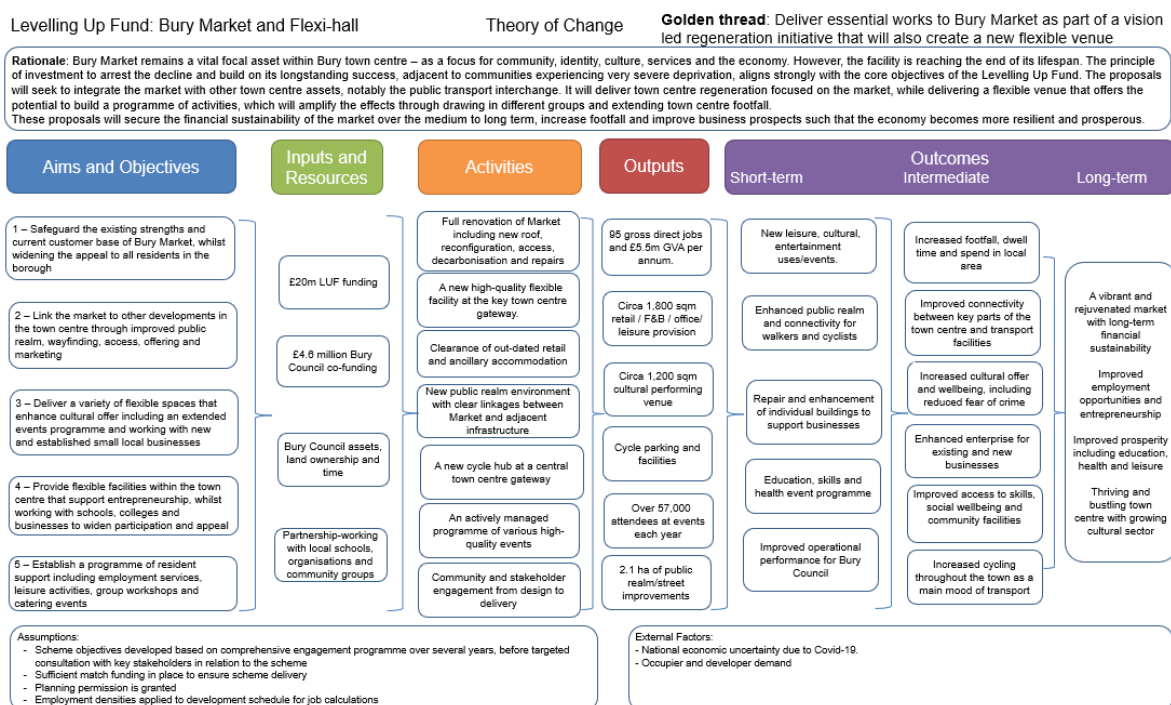 Levelling Up Fund: Bury Market and Flexi-hall
Theory of Change
Golden thread: Deliver essential works to Bury Market as part of a vision
led regeneration initiative that will also create a new flexible venue
Rationale: Bury Market remains a vital focal asset within Bury town centre – as a focus for community, identity, culture, services and the economy. However, the facility is reaching the end of its lifespan. The principle
of investment to arrest the decline and build on its longstanding success, adjacent to communities experiencing very severe deprivation, aligns strongly with the core objectives of the Levelling Up Fund. The proposals
will seek to integrate the market with other town centre assets, notably the public transport interchange. It will deliver town centre regeneration focused on the market, while delivering a flexible venue that offers the
potential to build a programme of activities, which will amplify the effects through drawing in different groups and extending town centre footfall.
These proposals will secure the financial sustainability of the market over the medium to long term, increase footfall and improve business prospects such that the economy becomes more resilient and prosperous.
Aims and Objectives
Inputs and
Resources
Activities
Outputs
Outcomes
Short-term
Intermediate
Long-term
1 – Safeguard the existing strengths and
current customer base of Bury Market, whilst
widening the appeal to all residents in the
borough
2 – Link the market to other developments in
the town centre through improved public
realm, wayfinding, access, offering and
marketing
3 – Deliver a variety of flexible spaces that
enhance cultural offer including an extended
events programme and working with new
and established small local businesses
4 – Provide flexible facilities within the town
centre that support entrepreneurship, whilst
working with schools, colleges and
businesses to widen participation and appeal
5 – Establish a programme of resident
support including employment services,
leisure activities, group workshops and
catering events
£20m LUF funding
£4.6 million Bury
Council co-funding
Bury Council assets,
land ownership and
time
Partnership-working
with local schools,
organisations and
community groups
Full renovation of Market
including new roof,
reconfiguration, access,
decarbonisation and repairs
A new high-quality flexible
facility at the key town centre
gateway.
Clearance of out-dated retail
and ancillary accommodation
New public realm environment
with clear linkages between
Market and adjacent
infrastructure
A new cycle hub at a central
town centre gateway
An actively managed
programme of various high-
quality events
Community and stakeholder
engagement from design to
delivery
95 gross direct jobs
and £5.5m GVA per
annum.
Circa 1,800 sqm
retail / F&B / office/
leisure provision
Circa 1,200 sqm
cultural performing
venue
Cycle parking and
facilities
Over 57,000
attendees at events
each year
2.1 ha of public
realm/street
improvements
New leisure, cultural,
entertainment
uses/events.
Enhanced public realm
and connectivity for
walkers and cyclists
Repair and enhancement
of individual buildings to
support businesses
Education, skills and
health event programme
Improved operational
performance for Bury
Council
Increased footfall, dwell
time and spend in local
area
Improved connectivity
between key parts of the
town centre and transport
facilities
Increased cultural offer
and wellbeing, including
reduced fear of crime
Enhanced enterprise for
existing and new
businesses
Improved access to skills,
social wellbeing and
community facilities
Increased cycling
throughout the town as a
main mood of transport
A vibrant and
rejuvenated market
with long-term
financial
sustainability
Improved
employment
opportunities and
entrepreneurship
Improved prosperity
including education,
health and leisure
Thriving and
bustling town
centre with growing
cultural sector
Assumptions:
- Scheme objectives developed based on comprehensive engagement programme over several years, before targeted
consultation with key stakeholders in relation to the scheme
- Sufficient match funding in place to ensure scheme delivery
- Planning permission is granted
- Employment densities applied to development schedule for job calculations
External Factors:
- National economic uncertainty due to Covid-19.
- Occupier and developer demand